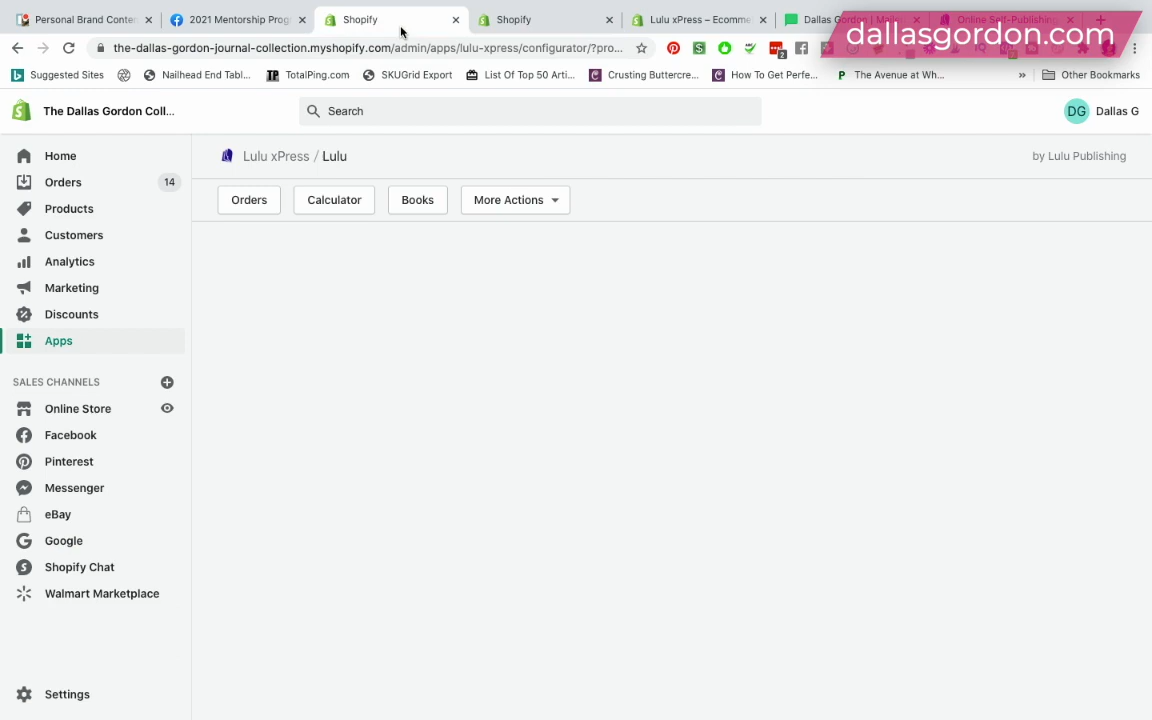 Personal Brand Conter
2021 Mentorship Prog
Shopify
Shopify
Lulu xPress – Ecomme
Dallas Gordon | Maile
Online Self-Publishing
dallasgordon.com
the-dallas-gordon-journal-collection.myshopify.com/admin/apps/lulu-xpress/configurator/?pro...
Suggested Sites
Nailhead End Tabl...
TotalPing.com
SKUGrid Export
List Of Top 50 Arti...
Crusting Buttercre...
How To Get Perfe...
The Avenue at Wh...
»
Other Bookmarks
The Dallas Gordon Coll...
Search
DG
Dallas G
Home
Orders
14
Products
Customers
Analytics
Marketing
Discounts
Apps
SALES CHANNELS
Online Store
Facebook
Pinterest
Messenger
eBay
Google
Shopify Chat
Walmart Marketplace
Settings
Lulu xPress / Lulu
by Lulu Publishing
Orders
Calculator
Books
More Actions